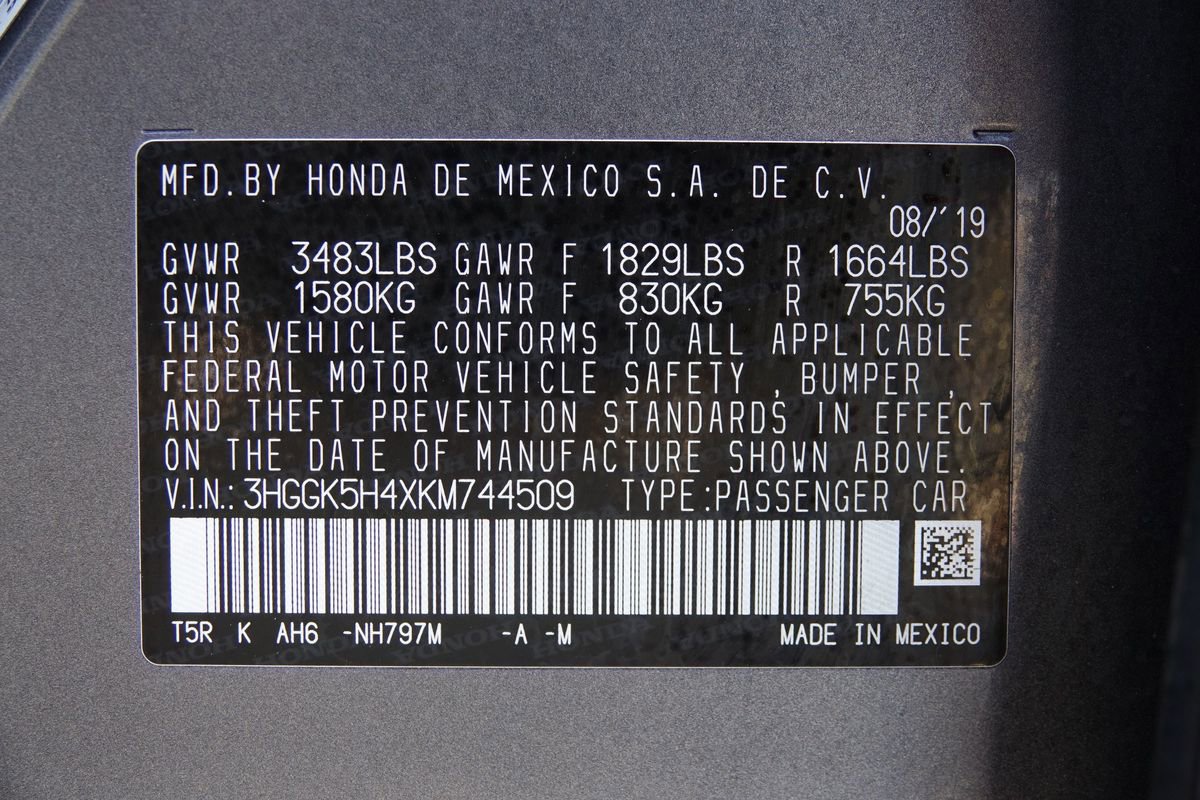 MFD.BY HONDA DE MEXICO S.A. DE C.V.
08/'19
GVWR 3483LBS GAWR F 1829LBS R 1664LBS
GVWR 1580KG GAWR F 830KG R 755KG
THIS VEHICLE CONFORMS TO ALL APPLICABLE
FEDERAL MOTOR VEHICLE SAFETY , BUMPER ,
AND THEFT PREVENTION STANDARDS IN EFFECT
ON THE DATE OF MANUFACTURE SHOWN ABOVE.
V.I.N.: 3HGGK5H4XKM744509 TYPE:PASSENGER CAR
T5R K AH6 -NH797M -A -M MADE IN MEXICO